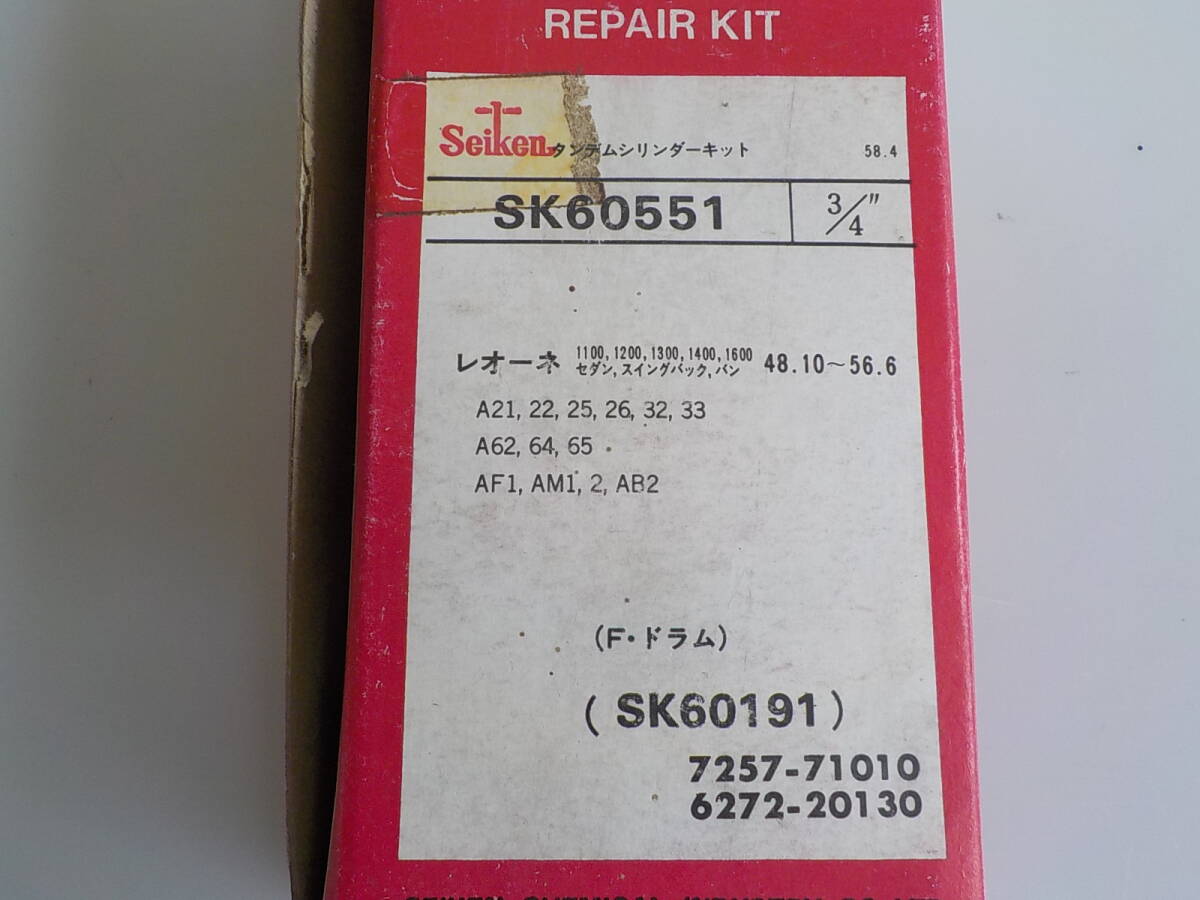 REPAIR KIT
Seiken タンデムシリンダーキット 58.4
SK60551 3/4"
レオーネ 1100, 1200, 1300, 1400, 1600 48.10~56.6
セダン, スイングバック, バン
A21, 22, 25, 26, 32, 33
A62, 64, 65
AF1, AM1, 2, AB2
(F・ドラム)
(SK60191)
7257-71010
6272-20130